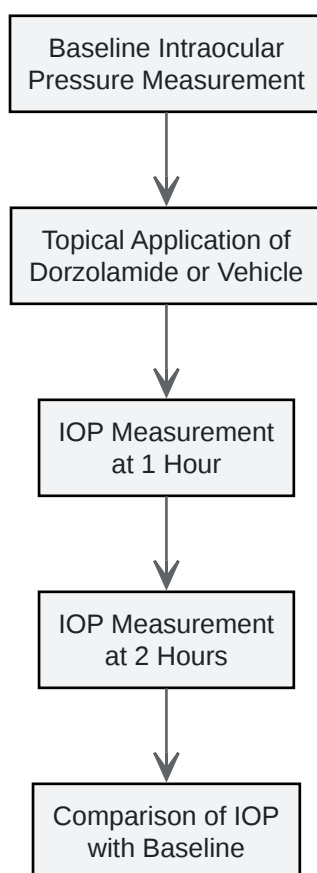 Baseline Intraocular
Pressure Measurement
Topical Application of
Dorzolamide or Vehicle
IOP Measurement
at 1 Hour
IOP Measurement
at 2 Hours
Comparison of IOP
with Baseline